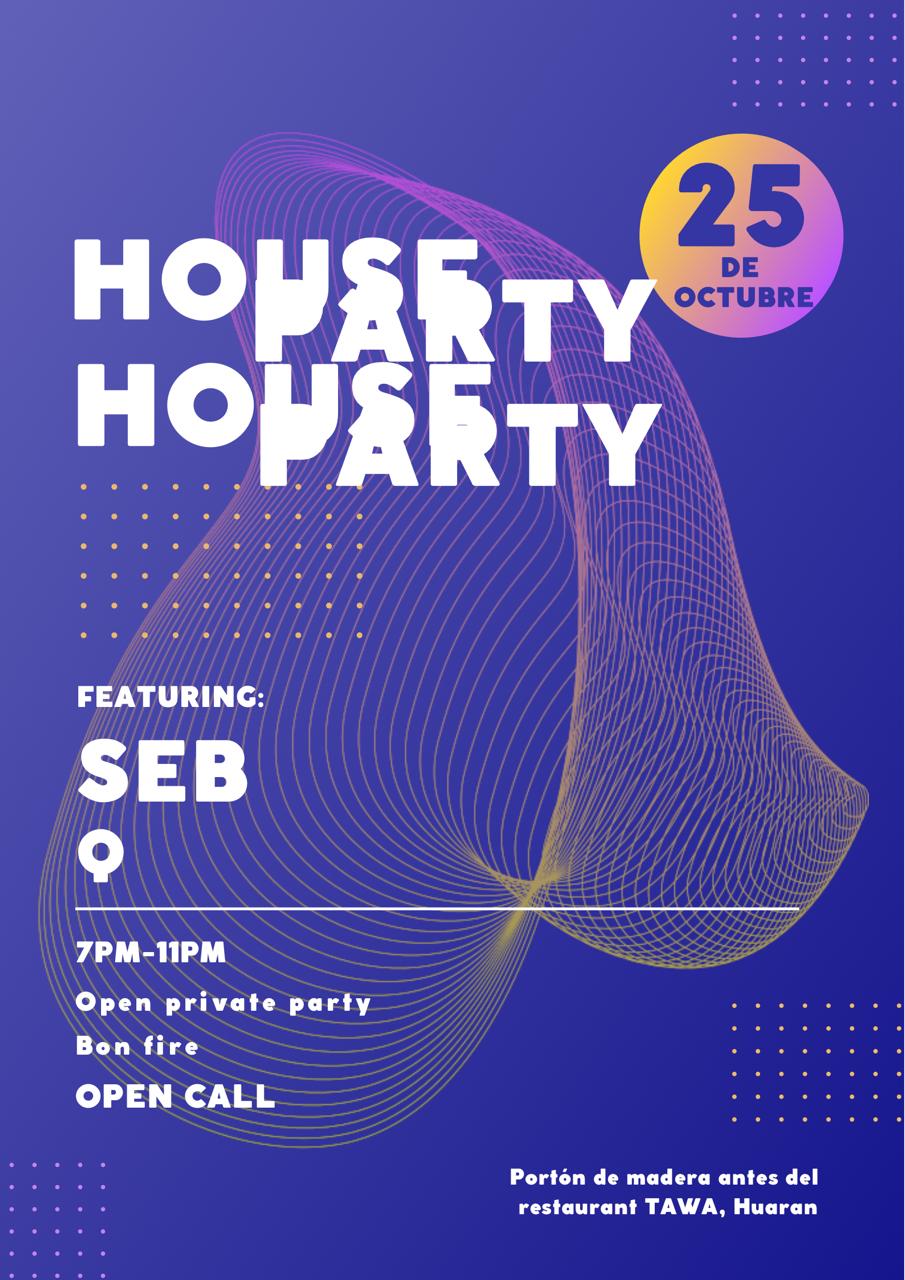 25
DE
OCTUBRE
HOUSE
PARTY
HOUSE
PARTY
FEATURING:
SEB
Q
7PM-11PM
Open private party
Bon fire
OPEN CALL
Portón de madera antes del
restaurant TAWA, Huaran